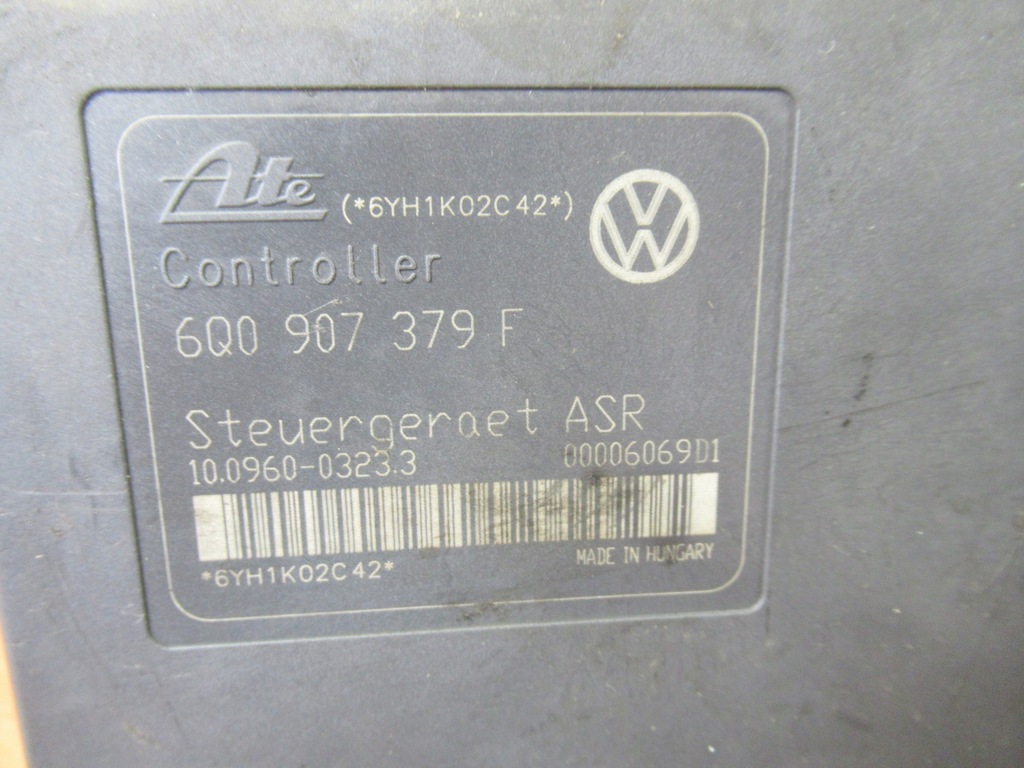 Ate (*6YH1K02C42*)
Controller
6Q0 907 379 F
Steuergeraet ASR
10.0960-0323.3 00006069D1
MADE IN HUNGARY
*6YH1K02C42*